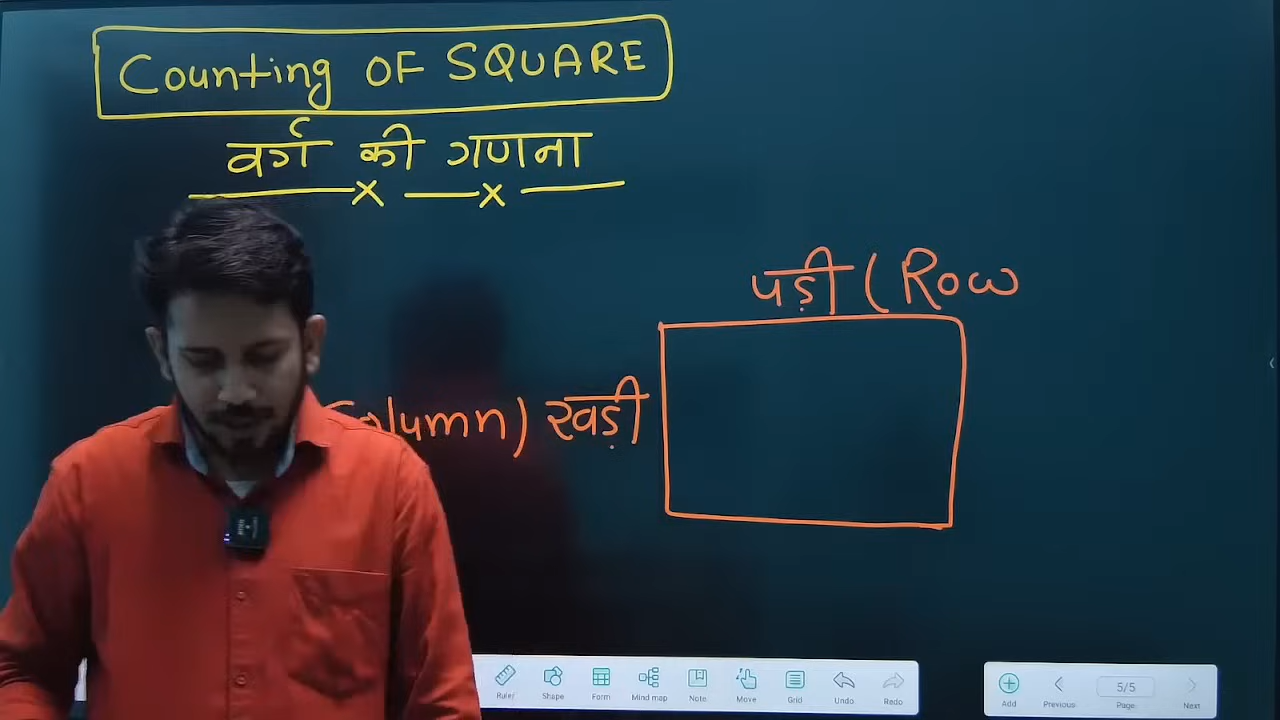 Counting OF SQUARE
वर्ग की गणना
पड़ी (Row
olumn) खड़ी
Ruler Shape Form Mind map Note Move Grid Undo Redo
Add Previous 5/5 Page Next